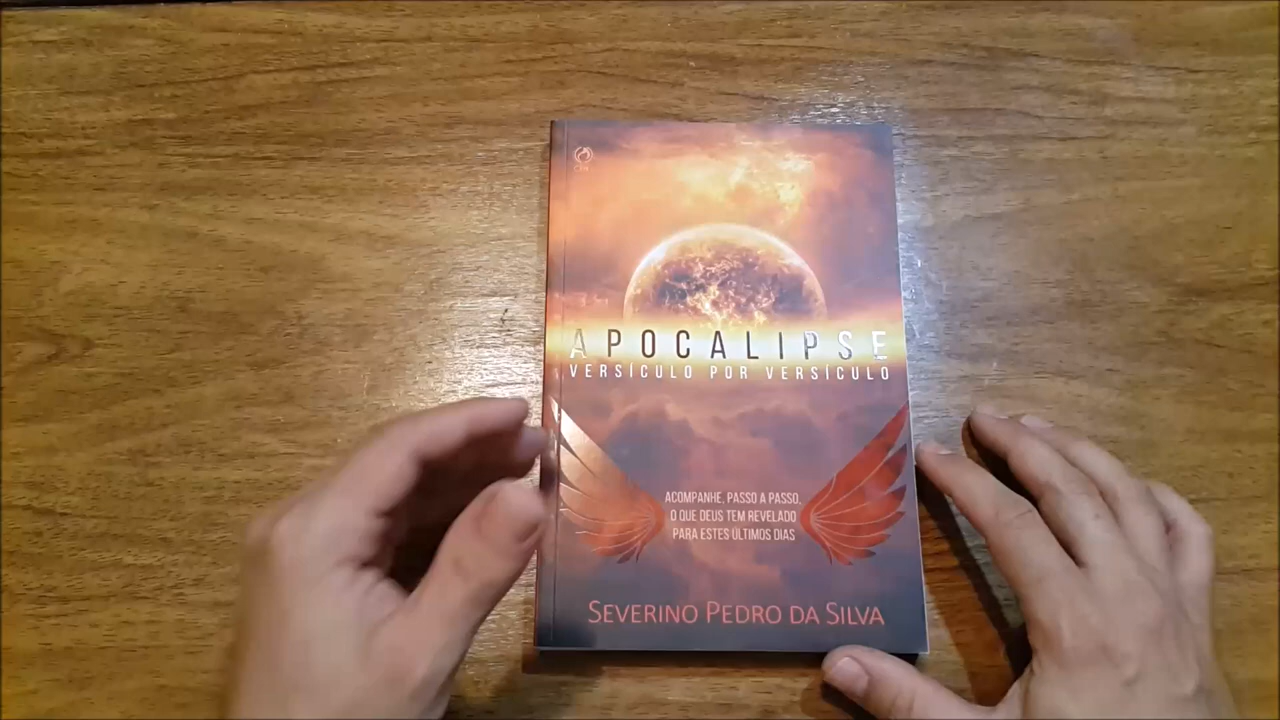 CPAD
APOCALIPSE
VERSÍCULO POR VERSÍCULO
ACOMPANHE, PASSO A PASSO,
O QUE DEUS TEM REVELADO
PARA ESTES ÚLTIMOS DIAS
SEVERINO PEDRO DA SILVA